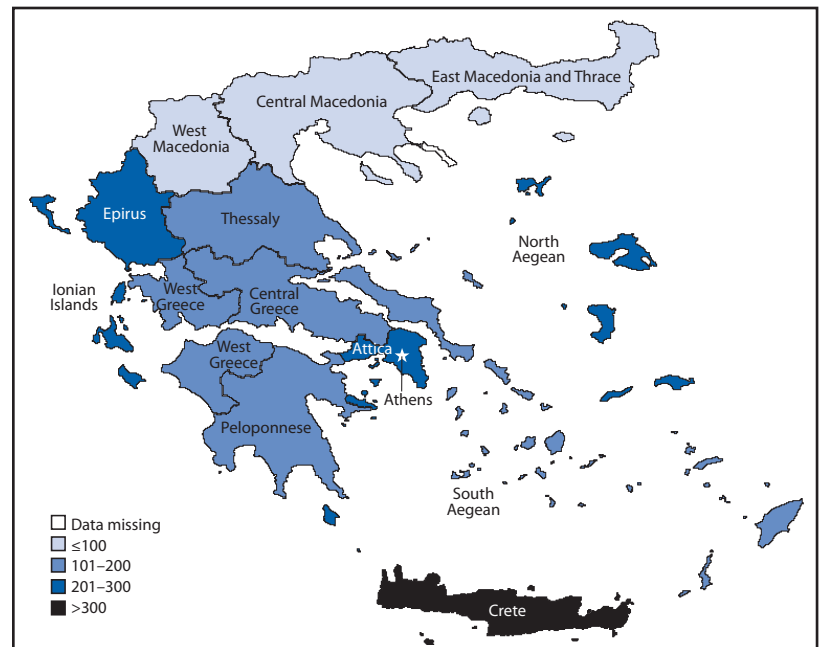 East Macedonia and Thrace
Central Macedonia
West
Macedonia
Epirus
Thessaly
North
Aegean
Ionian
Islands
West
Greece
Central
Greece
Attica
West
Greece
Athens
Peloponnese
South
Aegean
Data missing
≤100
101–200
201–300
>300
Crete